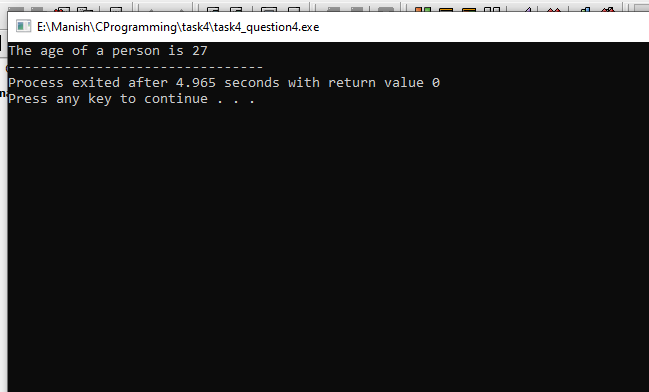 E:\Manish\CProgramming\task4\task4_question4.exe
The age of a person is 27
--------------------------------
Process exited after 4.965 seconds with return value 0
Press any key to continue . . .